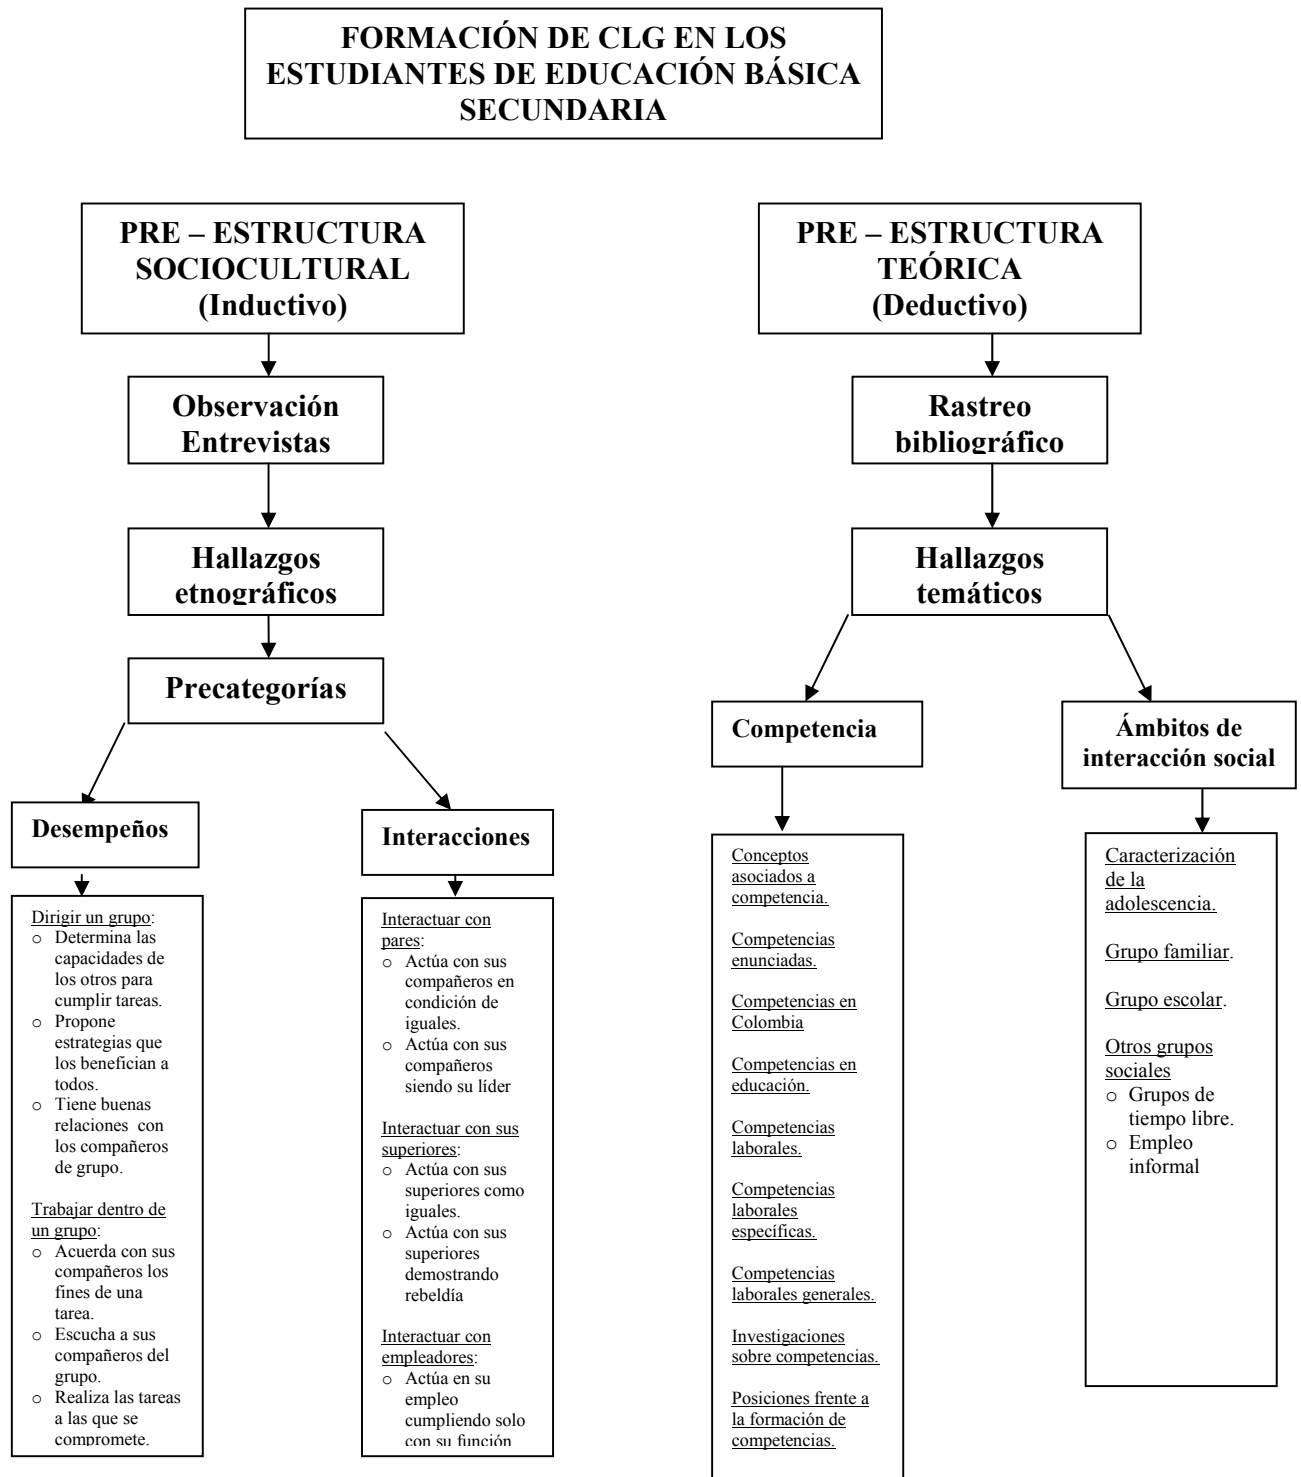 FORMACIÓN DE CLG EN LOS
ESTUDIANTES DE EDUCACIÓN BÁSICA
SECUNDARIA
PRE – ESTRUCTURA
SOCIOCULTURAL
(Inductivo)
Observación
Entrevistas
Hallazgos
etnográficos
Precategorías
Desempeños
Dirigir un grupo:
o Determina las
capacidades de
los otros para
cumplir tareas.
o Propone
estrategias que
los benefician a
todos.
o Tiene buenas
relaciones con
los compañeros
de grupo.
Trabajar dentro de
un grupo:
o Acuerda con sus
compañeros los
fines de una
tarea.
o Escucha a sus
compañeros del
grupo.
o Realiza las tareas
a las que se
compromete.
Interacciones
Interactuar con
pares:
o Actúa con sus
compañeros en
condición de
iguales.
o Actúa con sus
compañeros
siendo su líder
Interactuar con sus
superiores:
o Actúa con sus
superiores como
iguales.
o Actúa con sus
superiores
demostrando
rebeldía
Interactuar con
empleadores:
o Actúa en su
empleo
cumpliendo solo
con su función
PRE – ESTRUCTURA
TEÓRICA
(Deductivo)
Rastreo
bibliográfico
Hallazgos
temáticos
Competencia
Conceptos
asociados a
competencia.
Competencias
enunciadas.
Competencias en
Colombia
Competencias en
educación.
Competencias
laborales.
Competencias
laborales
específicas.
Competencias
laborales generales.
Investigaciones
sobre competencias.
Posiciones frente a
la formación de
competencias.
Ámbitos de
interacción social
Caracterización
de la
adolescencia.
Grupo familiar.
Grupo escolar.
Otros grupos
sociales
o Grupos de
tiempo libre.
o Empleo
informal